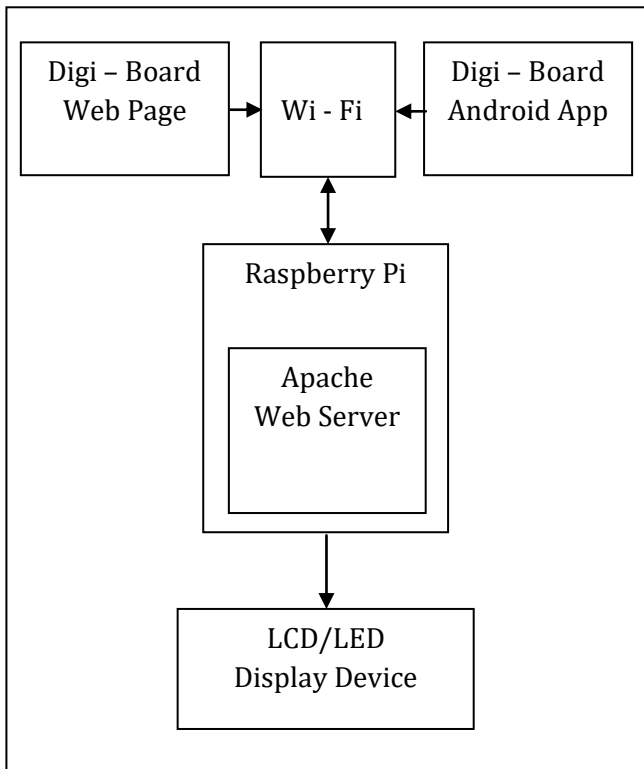 Digi – Board
Web Page
Wi - Fi
Digi – Board
Android App
Raspberry Pi
Apache
Web Server
LCD/LED
Display Device